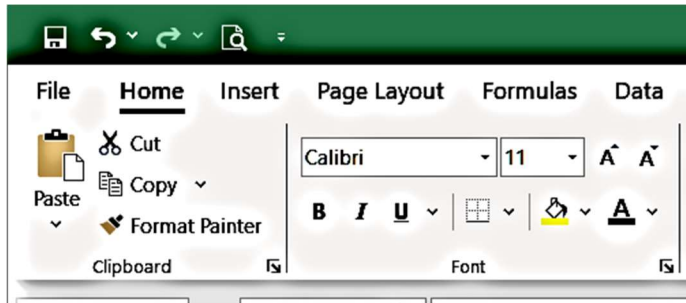 File Home Insert Page Layout Formulas Data
Cut
Calibri 11 A A
Copy
Paste
B I U A
Format Painter
Clipboard Font